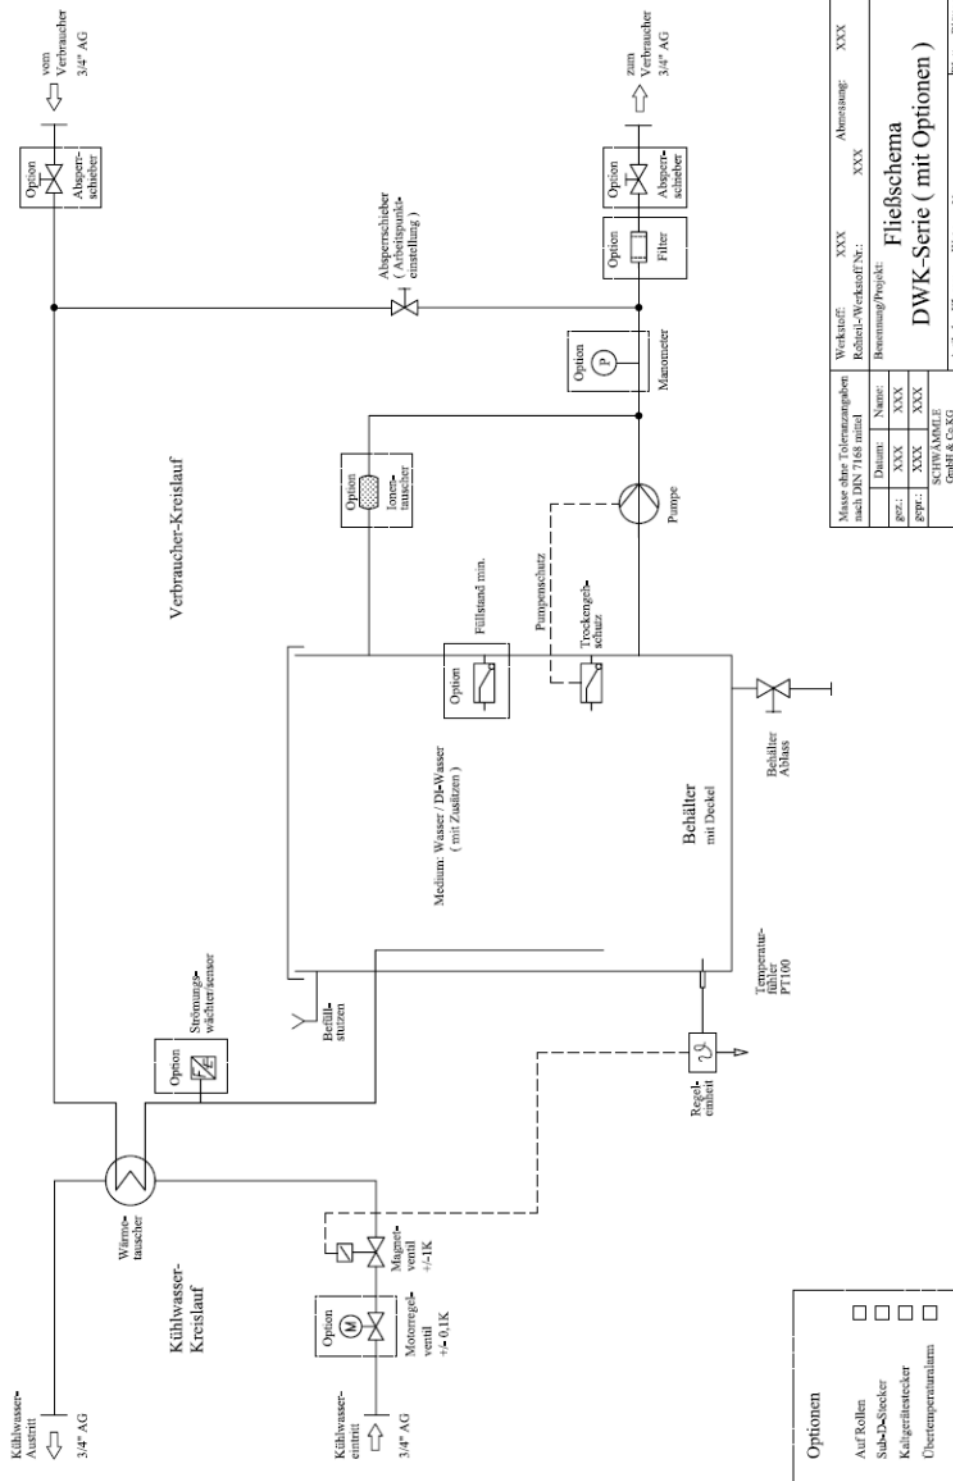 Kühlwasser-
Austritt
3/4" AG
Kühlwasser-
Kreislauf
Wärme-
tauscher
Option
Strömungs-
wächter/sensor
Verbraucher-Kreislauf
Option
Absperr-
schieber
vom
Verbraucher
3/4" AG
Kühlwasser-
eintritt
3/4" AG
Option
M
Motorregel-
ventil
+/- 0,1K
Magnet-
ventil
+/-1K
Befüll-
stutzen
Option
Ionen-
tauscher
Absperrschieber
( Arbeitspunkt-
einstellung )
Medium: Wasser / DI-Wasser
( mit Zusätzen )
Option
Füllstand min.
Pumpenschutz
Trockengeh-
schutz
Option
P
Manometer
Option
Filter
Option
Absperr-
schieber
zum
Verbraucher
3/4" AG
Pumpe
Behälter
mit Deckel
Regel-
einheit
Temperatur-
fühler
PT100
Behälter
Ablass
Optionen
Auf Rollen
Sub-D-Stecker
Kaltgerätestecker
Übertemperaturalarm
Masse ohne Toleranzangaben
nach DIN 7168 mittel
Werkstoff: XXX Abmessung: XXX
Rohteil-/Werkstoff Nr.: XXX
Datum: Name:
gez.: XXX XXX
gepr.: XXX XXX
SCHWÄMMLE
GmbH & Co.KG
Benennung/Projekt:
Fließschema
DWK-Serie ( mit Optionen )